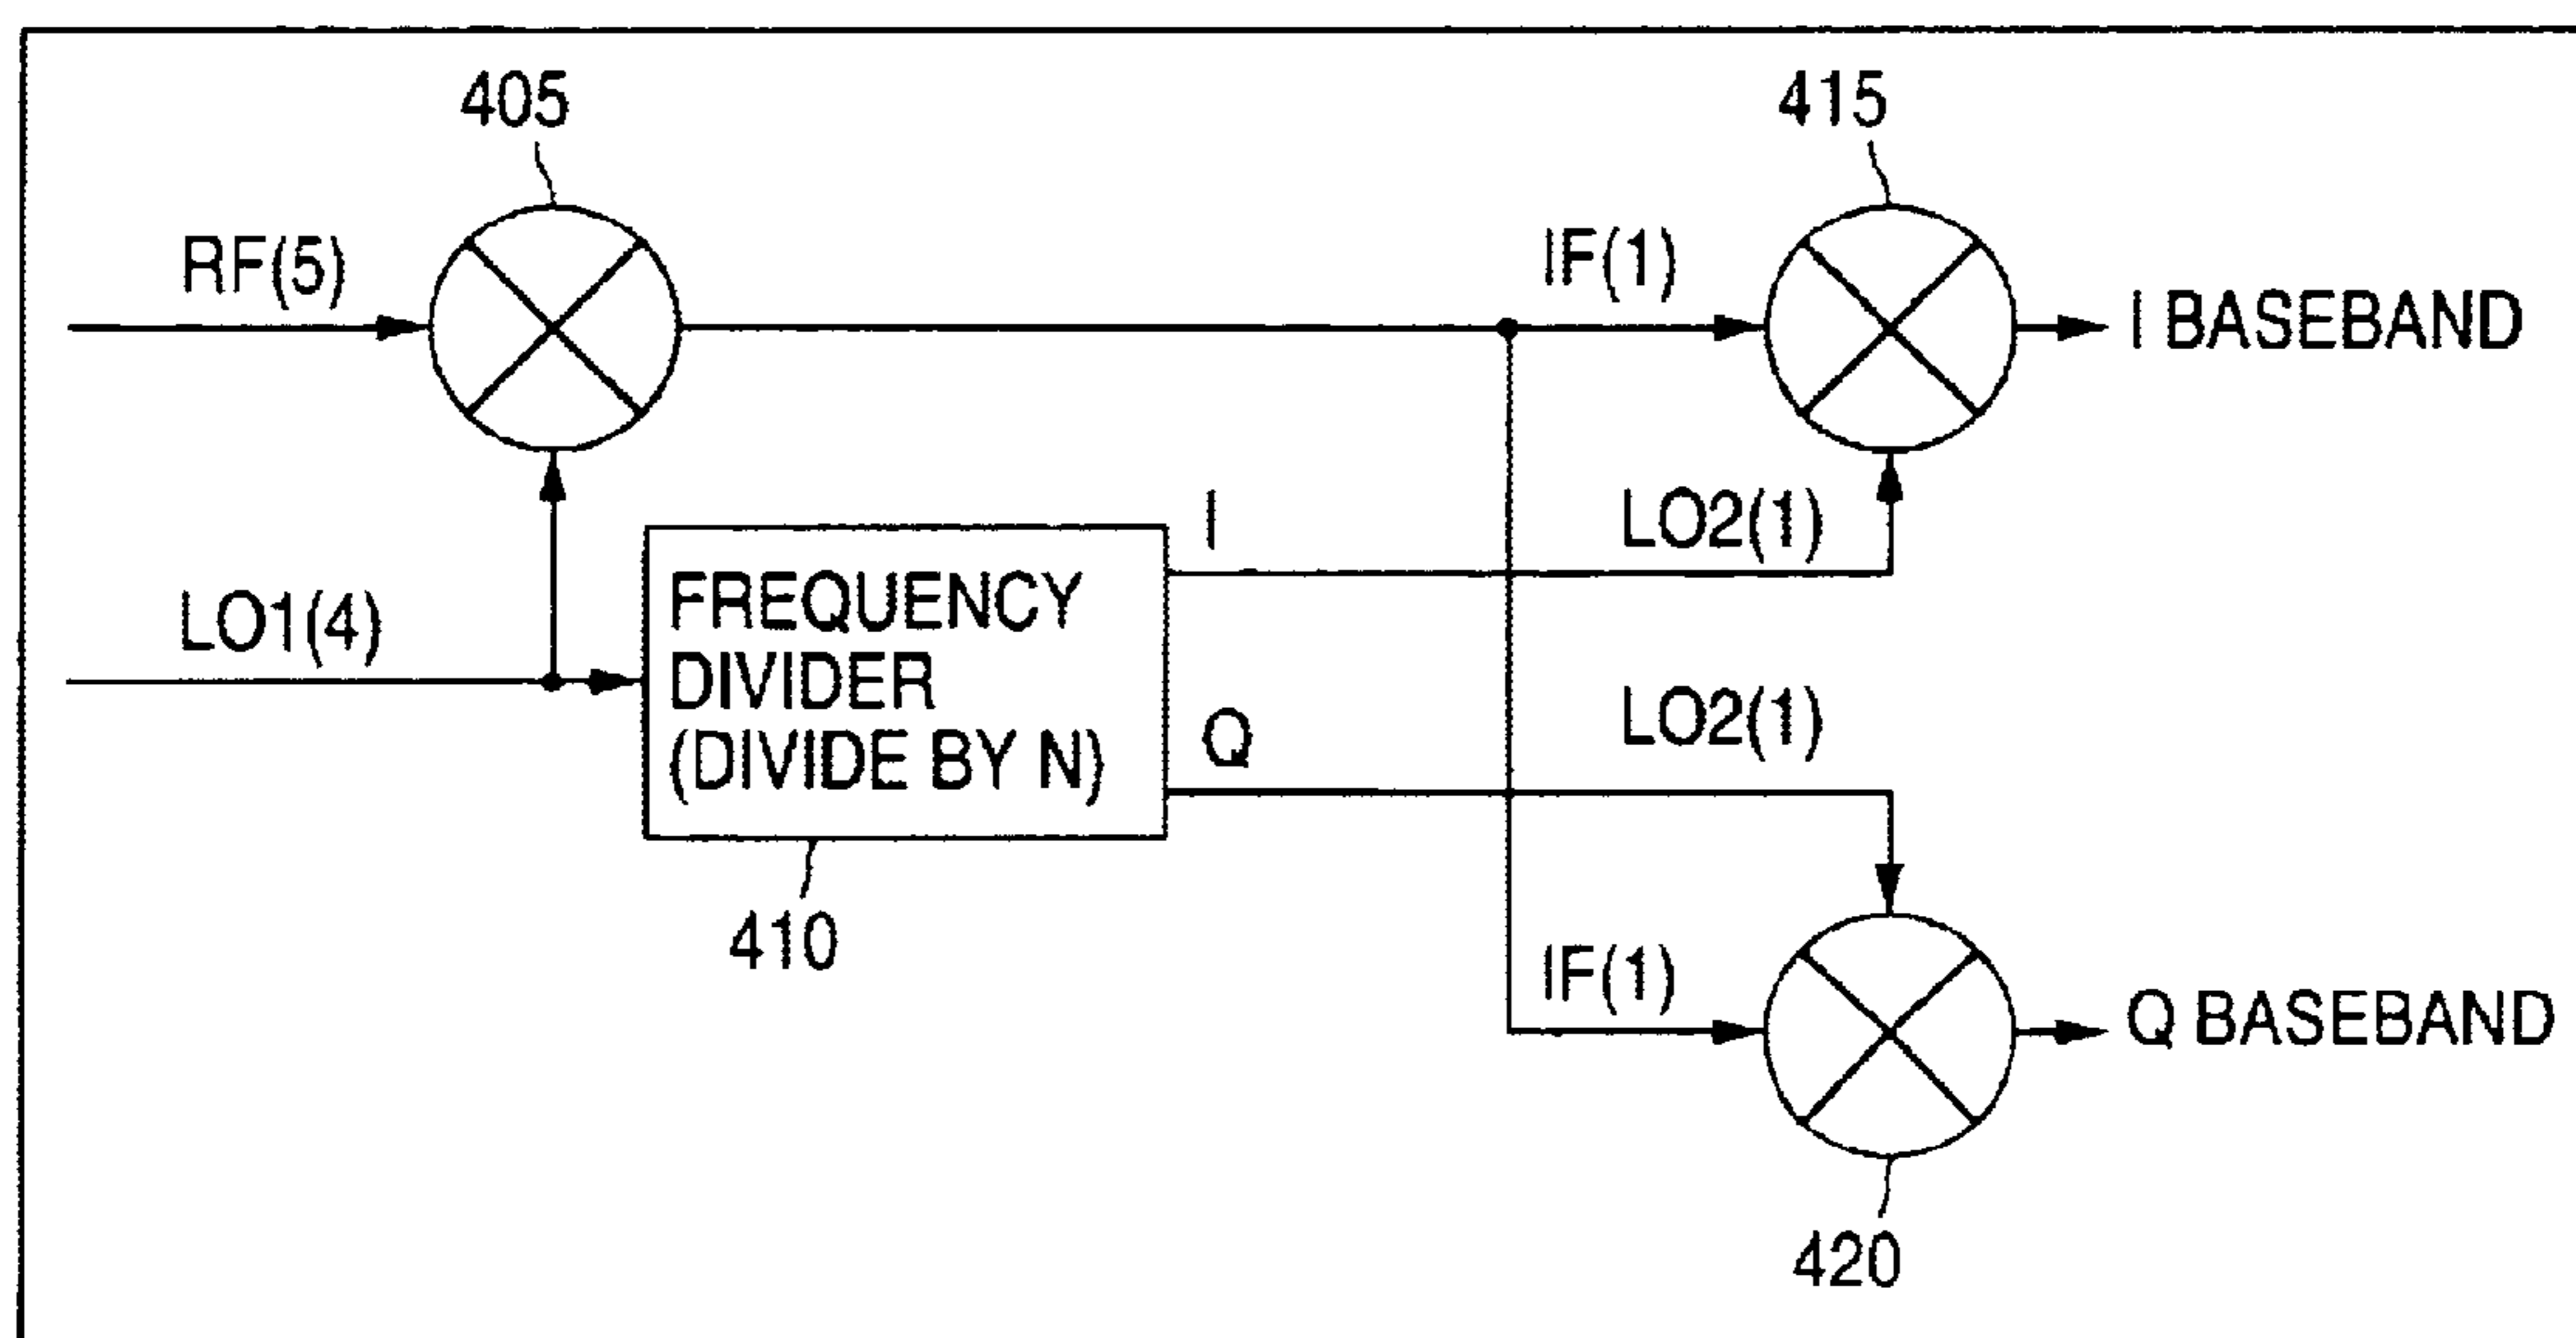 405
415
RF(5)
IF(1)
I BASEBAND
I
LO2(1)
LO1(4)
FREQUENCY
DIVIDER
(DIVIDE BY N)
Q
LO2(1)
410
IF(1)
Q BASEBAND
420